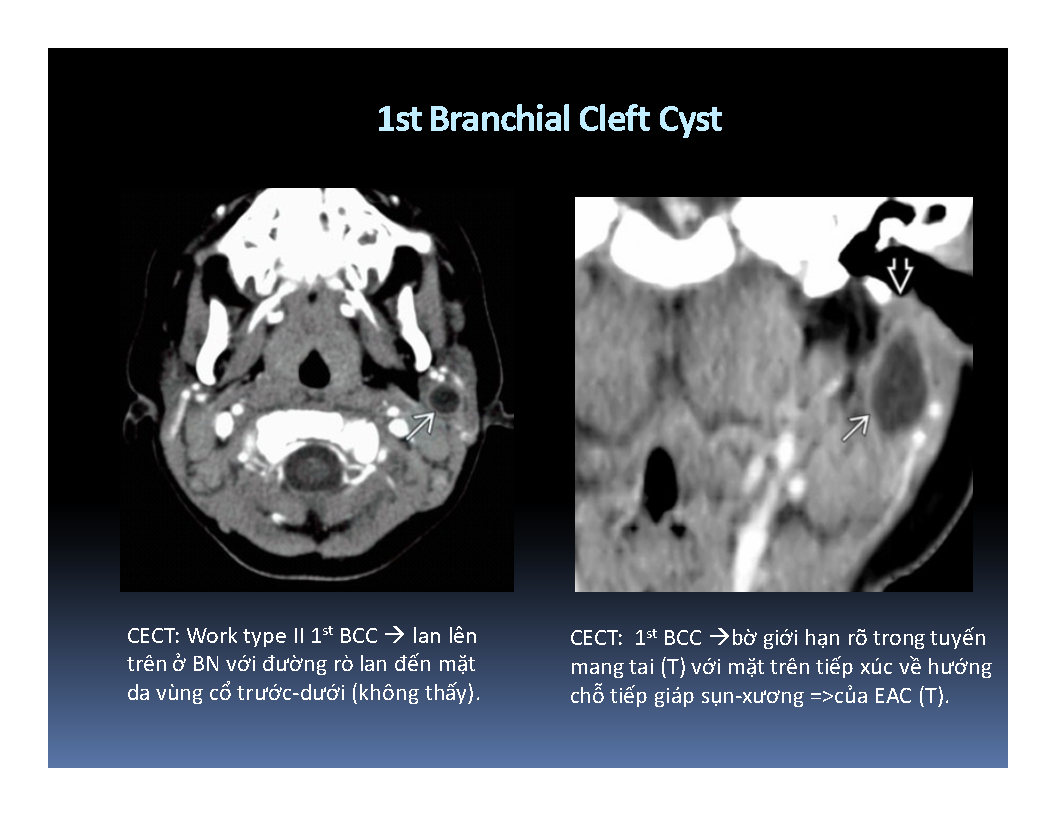 1st Branchial Cleft Cyst
CECT: Work type II 1st BCC → lan lên
trên ở BN với đường rò lan đến mặt
da vùng cổ trước-dưới (không thấy).
CECT: 1st BCC →bờ giới hạn rõ trong tuyến
mang tai (T) với mặt trên tiếp xúc về hướng
chỗ tiếp giáp sụn-xương =>của EAC (T).